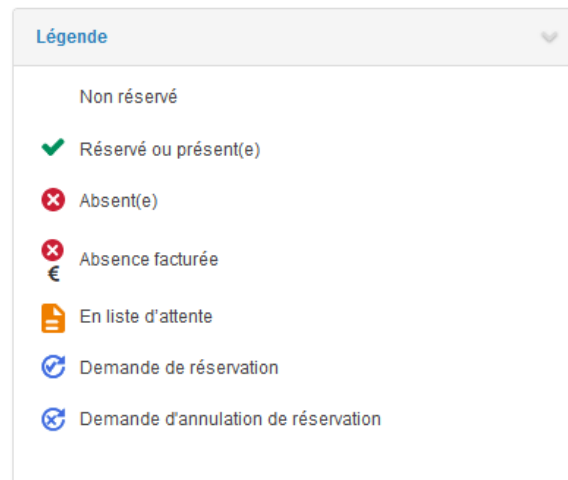 Légende
Non réservé
Réservé ou présent(e)
Absent(e)
€ Absence facturée
En liste d'attente
Demande de réservation
Demande d'annulation de réservation